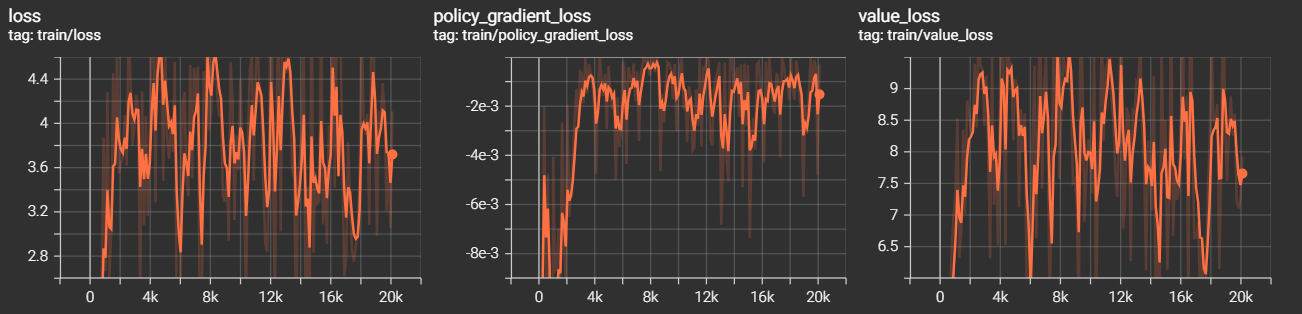 loss
tag: train/loss
4.4
4
3.6
3.2
2.8
0 4k 8k 12k 16k 20k
policy_gradient_loss
tag: train/policy_gradient_loss
-2e-3
-4e-3
-6e-3
-8e-3
0 4k 8k 12k 16k 20k
value_loss
tag: train/value_loss
9
8.5
8
7.5
7
6.5
0 4k 8k 12k 16k 20k